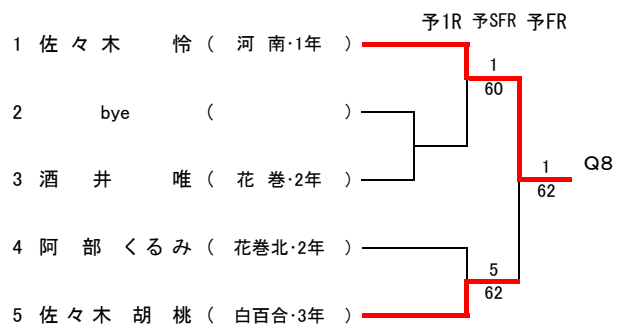 予1R 予SFR 予FR
1 佐々木 怜 ( 河南・1年 )
1
60
2 bye ( )
1 Q8
62
3 酒井 唯 ( 花巻・2年 )
4 阿部 くるみ ( 花巻北・2年 )
5
62
5 佐々木 胡桃 ( 白百合・3年 )